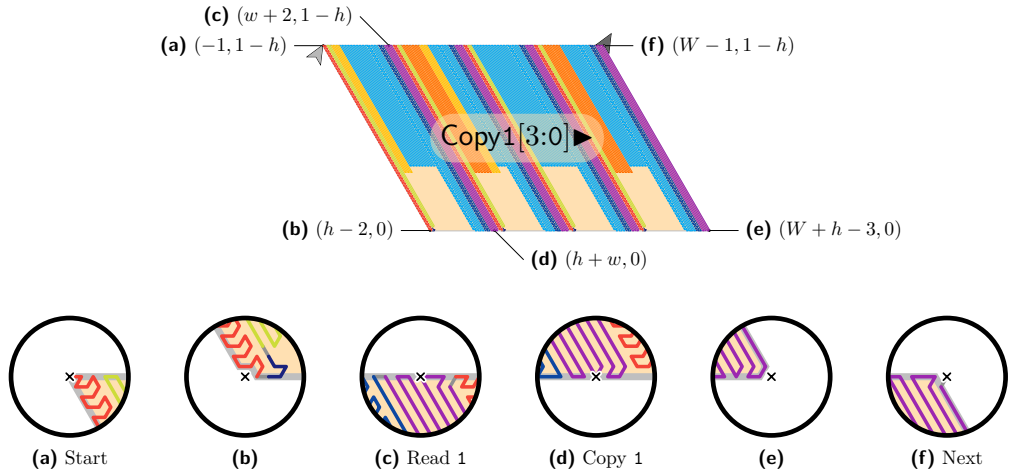 (c) (w + 2, 1 − h)
(a) (−1, 1 − h)
(f) (W − 1, 1 − h)
Copy1[3:0]►
(b) (h − 2, 0)
(e) (W + h − 3, 0)
(d) (h + w, 0)
(a) Start
(b)
(c) Read 1
(d) Copy 1
(e)
(f) Next